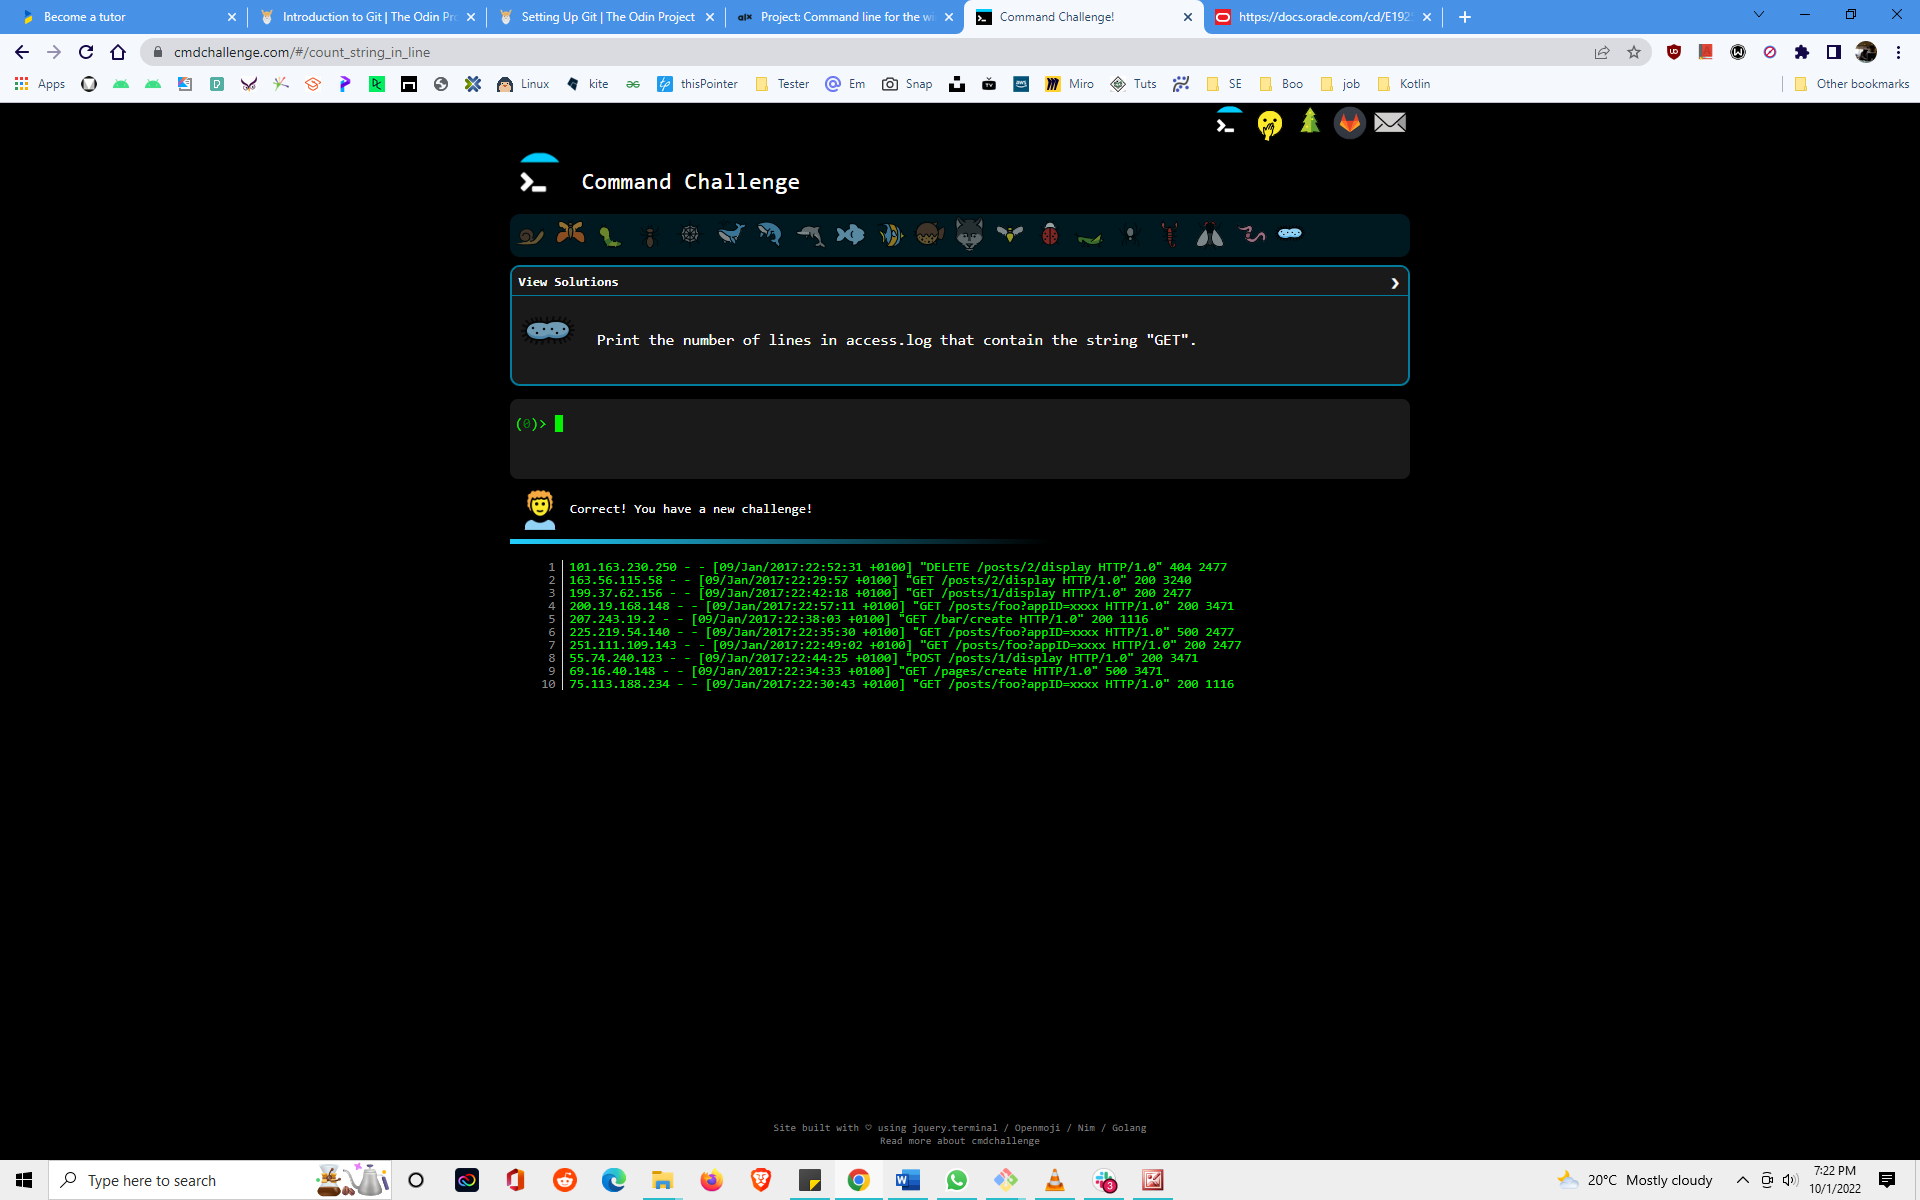 Become a tutor
Introduction to Git | The Odin Pr
Setting Up Git | The Odin Project
Project: Command line for the wi
Command Challenge!
https://docs.oracle.com/cd/E192
cmdchallenge.com/#/count_string_in_line
Apps
Linux
kite
thisPointer
Tester
Em
Snap
Miro
Tuts
SE
Boo
job
Kotlin
Other bookmarks
Command Challenge
View Solutions
Print the number of lines in access.log that contain the string "GET".
(0)>
Correct! You have a new challenge!
1 101.163.230.250 - - [09/Jan/2017:22:52:31 +0100] "DELETE /posts/2/display HTTP/1.0" 404 2477
2 163.56.115.58 - - [09/Jan/2017:22:29:57 +0100] "GET /posts/2/display HTTP/1.0" 200 3240
3 199.37.62.156 - - [09/Jan/2017:22:42:18 +0100] "GET /posts/1/display HTTP/1.0" 200 2477
4 200.19.168.148 - - [09/Jan/2017:22:57:11 +0100] "GET /posts/foo?appID=xxxx HTTP/1.0" 200 3471
5 207.243.19.2 - - [09/Jan/2017:22:38:03 +0100] "GET /bar/create HTTP/1.0" 200 1116
6 225.219.54.140 - - [09/Jan/2017:22:35:30 +0100] "GET /posts/foo?appID=xxxx HTTP/1.0" 500 2477
7 251.111.109.143 - - [09/Jan/2017:22:49:02 +0100] "GET /posts/foo?appID=xxxx HTTP/1.0" 200 2477
8 55.74.240.123 - - [09/Jan/2017:22:44:25 +0100] "POST /posts/1/display HTTP/1.0" 200 3471
9 69.16.40.148 - - [09/Jan/2017:22:34:33 +0100] "GET /pages/create HTTP/1.0" 500 3471
10 75.113.188.234 - - [09/Jan/2017:22:30:43 +0100] "GET /posts/foo?appID=xxxx HTTP/1.0" 200 1116
Site built with ♡ using jquery.terminal / Openmoji / Nim / Golang
Read more about cmdchallenge
Type here to search
3
20°C Mostly cloudy
7:22 PM
10/1/2022